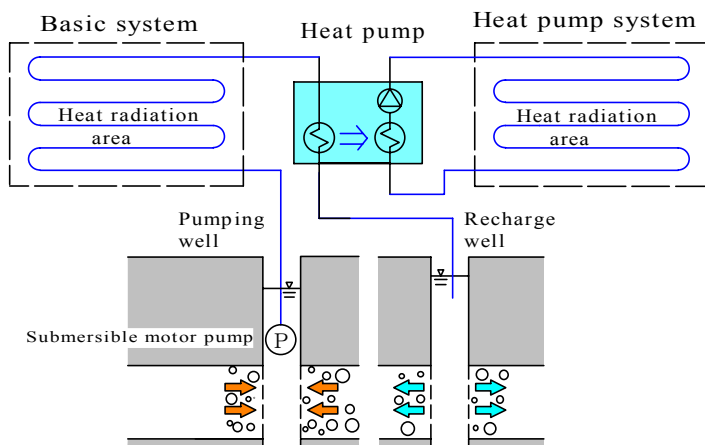 Basic system
Heat pump
Heat pump system
Heat radiation
area
Heat radiation
area
Pumping
well
Recharge
well
Submersible motor pump
P